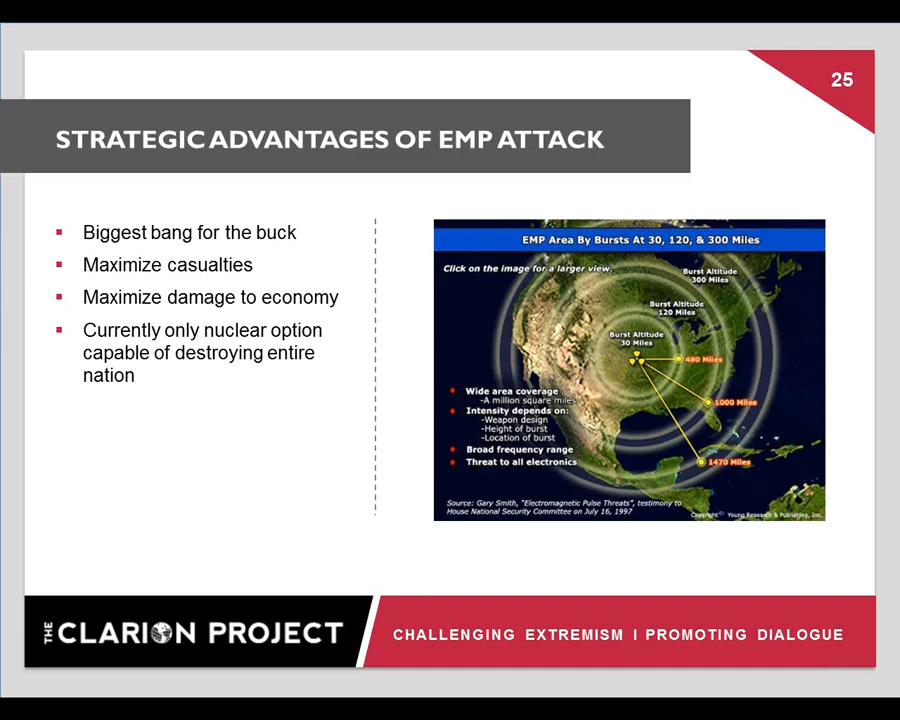 25
STRATEGIC ADVANTAGES OF EMP ATTACK
▪ Biggest bang for the buck
▪ Maximize casualties
▪ Maximize damage to economy
▪ Currently only nuclear option
capable of destroying entire
nation
EMP Area By Bursts At 30, 120, & 300 Miles
Click on the image for a larger view.
Burst Altitude
300 Miles
Burst Altitude
120 Miles
Burst Altitude
30 Miles
480 Miles
1000 Miles
1470 Miles
Wide area coverage
-A million square miles
Intensity depends on:
-Weapon design
-Height of burst
-Location of burst
Broad frequency range
Threat to all electronics
Source: Gary Smith, "Electromagnetic Pulse Threats", testimony to
House National Security Committee on July 16, 1997
Copyright© Young Research & Publishing, Inc.
THE CLARION PROJECT
CHALLENGING EXTREMISM I PROMOTING DIALOGUE